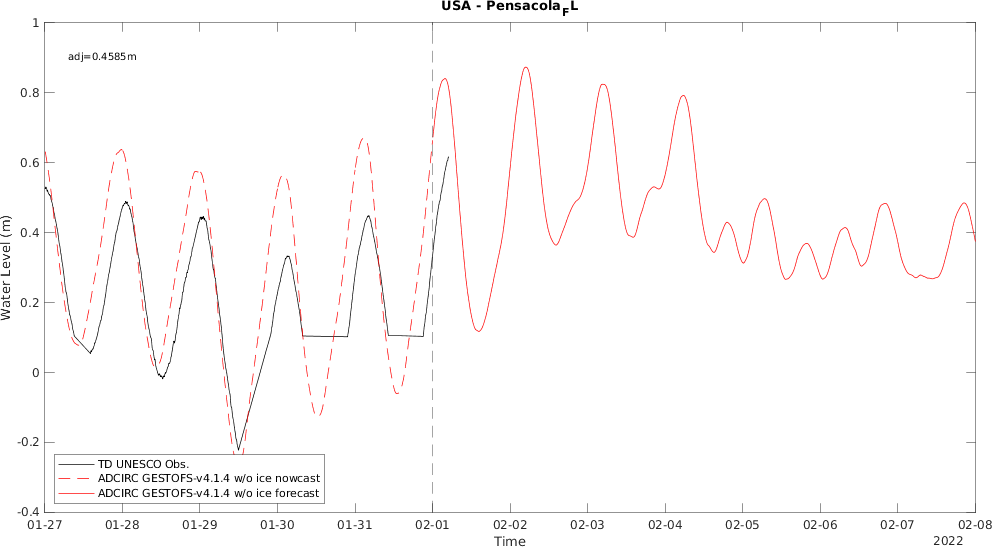 USA - Pensacola_FL
adj=0.4585m
Water Level (m)
1
0.8
0.6
0.4
0.2
0
-0.2
-0.4
TD UNESCO Obs.
ADCIRC GESTOFS-v4.1.4 w/o ice nowcast
ADCIRC GESTOFS-v4.1.4 w/o ice forecast
01-27 01-28 01-29 01-30 01-31 02-01 02-02 02-03 02-04 02-05 02-06 02-07 02-08
Time
2022